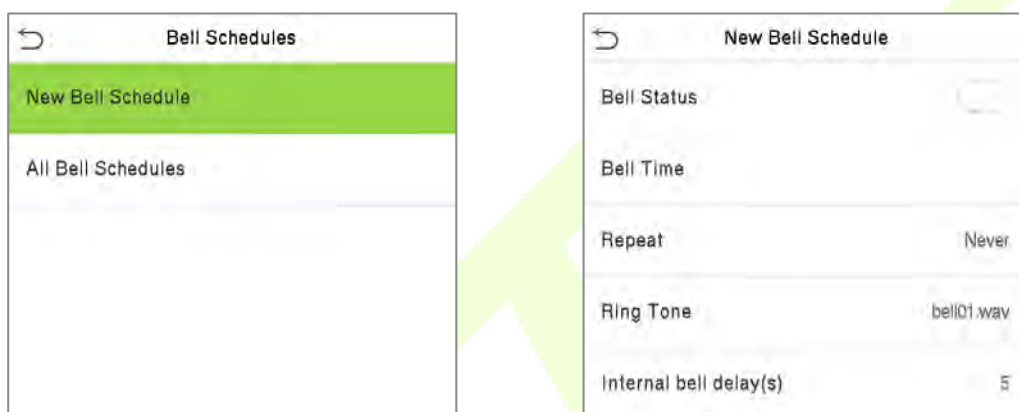 Bell Schedules
New Bell Schedule
All Bell Schedules
New Bell Schedule
Bell Status
Bell Time
Repeat Never
Ring Tone bell01.wav
Internal bell delay(s) 5